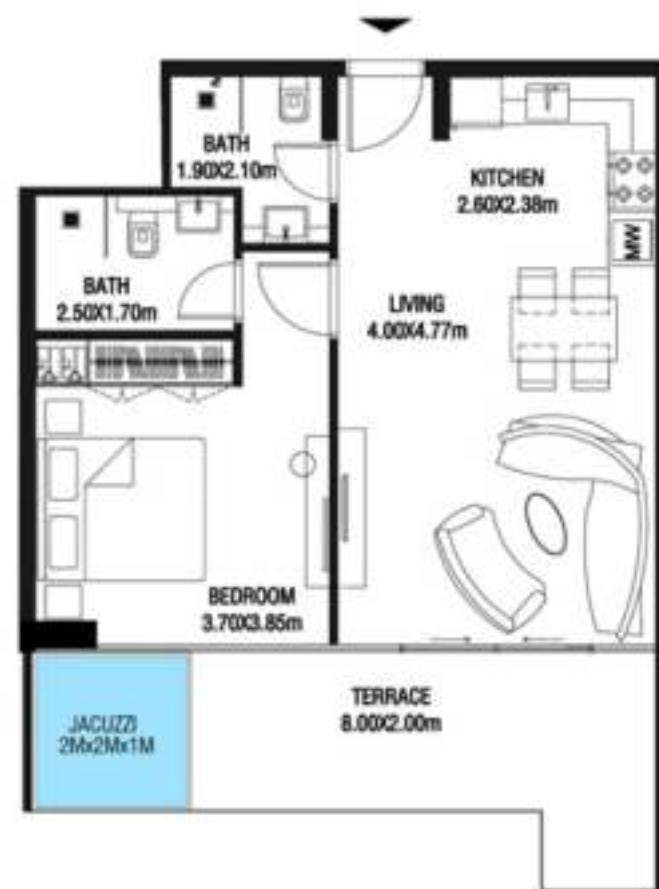 BATH
1.90X2.10m
KITCHEN
2.60X2.38m
MW
BATH
2.50X1.70m
LIVING
4.00X4.77m
BEDROOM
3.70X3.85m
TERRACE
8.00X2.00m
JACUZZI
2Mx2Mx1M